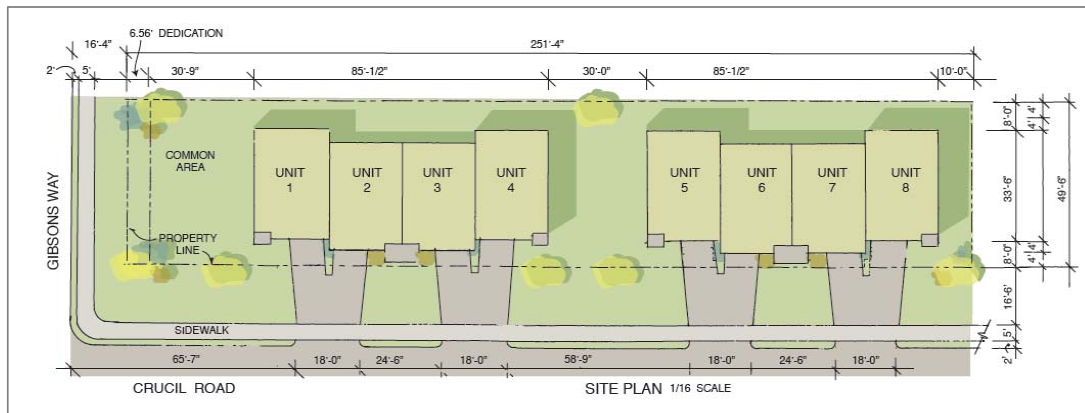 6.56' DEDICATION
16'-4"
251'-4"
2'
5'
30'-9"
85'-1/2"
30'-0"
85'-1/2"
10'-0"
COMMON
AREA
UNIT
1
UNIT
2
UNIT
3
UNIT
4
UNIT
5
UNIT
6
UNIT
7
UNIT
8
8'-0"
4'
4'
33'-6"
49'-6"
8'-0"
4'
4'
16'-6"
5'
2'
GIBSONS WAY
PROPERTY
LINE
SIDEWALK
65'-7"
18'-0"
24'-6"
18'-0"
58'-9"
18'-0"
24'-6"
18'-0"
CRUCIL ROAD
SITE PLAN 1/16 SCALE